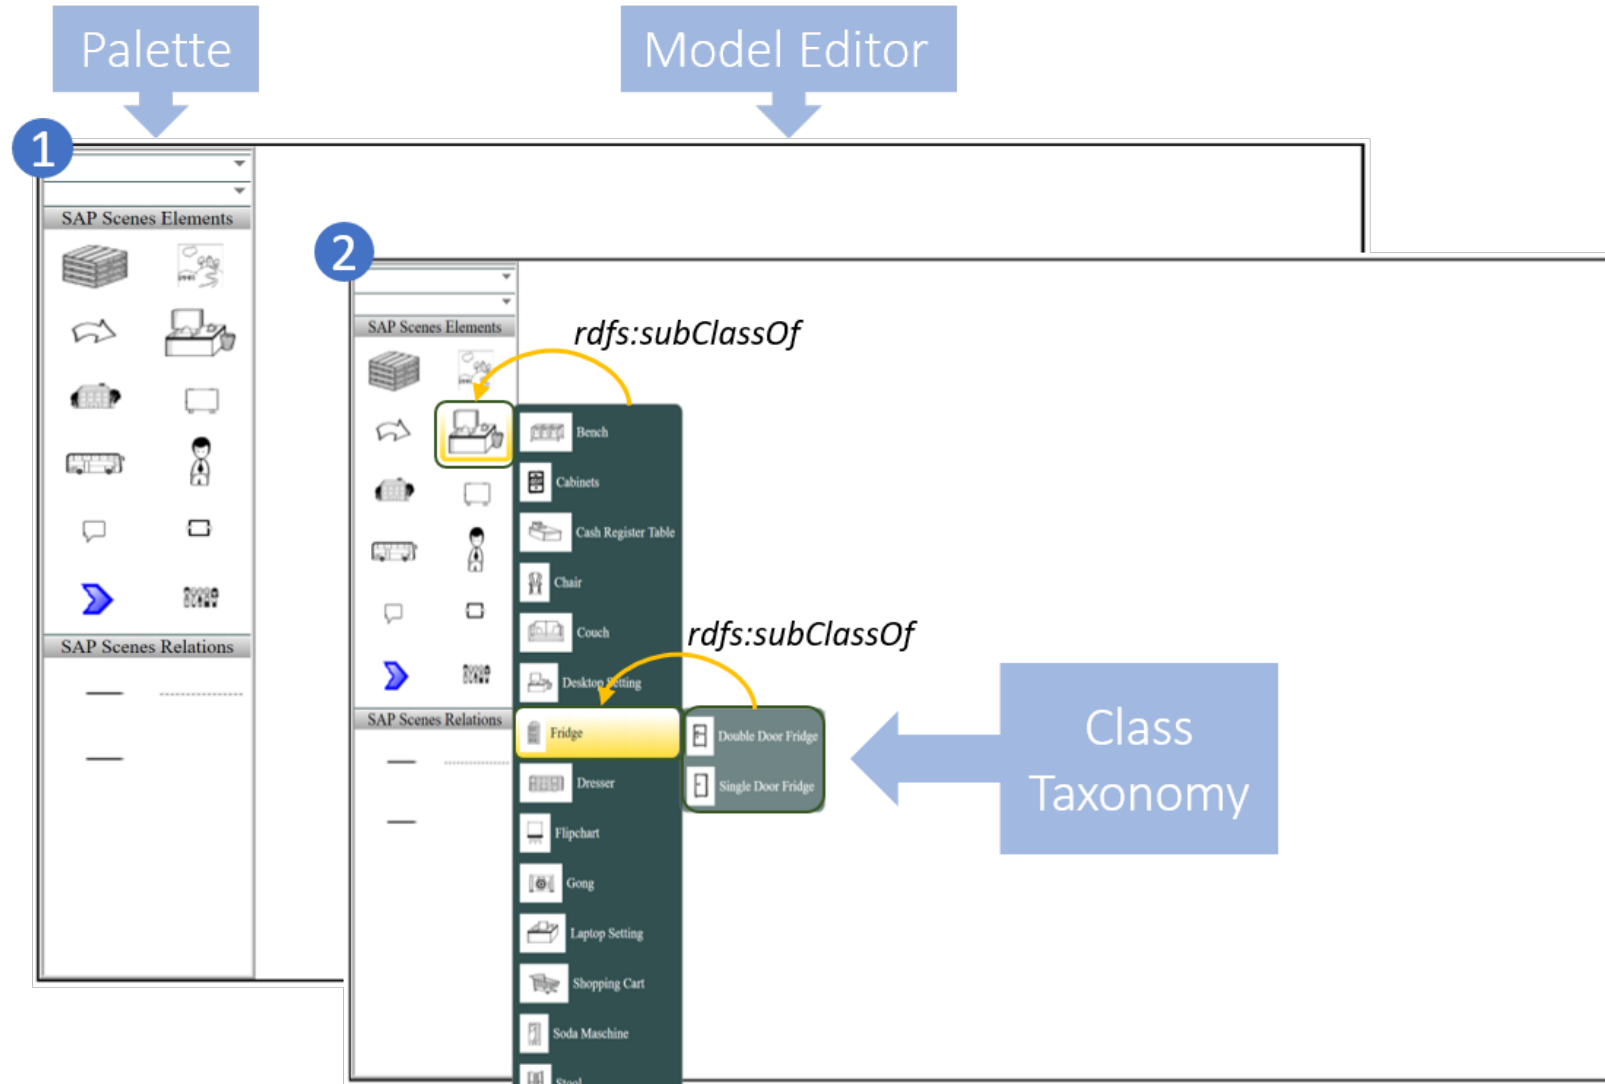 Palette
Model Editor
1
SAP Scenes Elements
SAP Scenes Relations
2
SAP Scenes Elements
SAP Scenes Relations
rdfs:subClassOf
Bench
Cabinets
Cash Register Table
Chair
Couch
Desktop Setting
Fridge
Dresser
Flipchart
Gong
Laptop Setting
Shopping Cart
Soda Maschine
Stool
rdfs:subClassOf
Double Door Fridge
Single Door Fridge
Class
Taxonomy